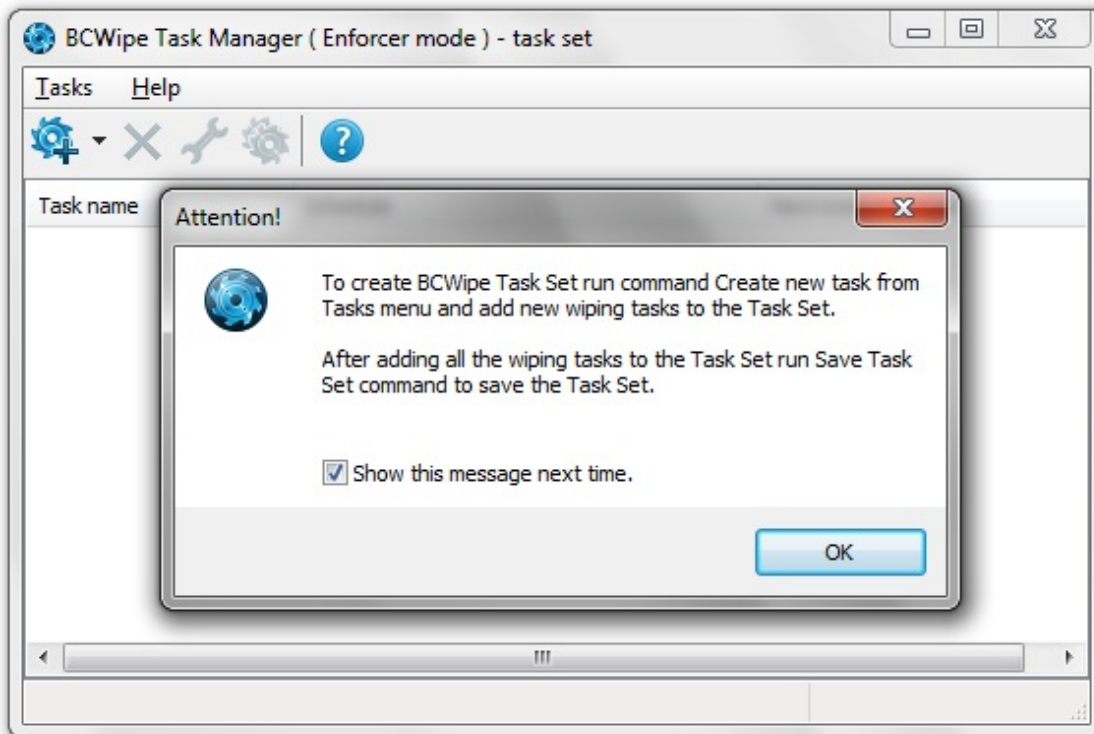 BCWipe Task Manager ( Enforcer mode ) - task set
Tasks Help
Task name
Attention!
To create BCWipe Task Set run command Create new task from
Tasks menu and add new wiping tasks to the Task Set.
After adding all the wiping tasks to the Task Set run Save Task
Set command to save the Task Set.
Show this message next time.
OK